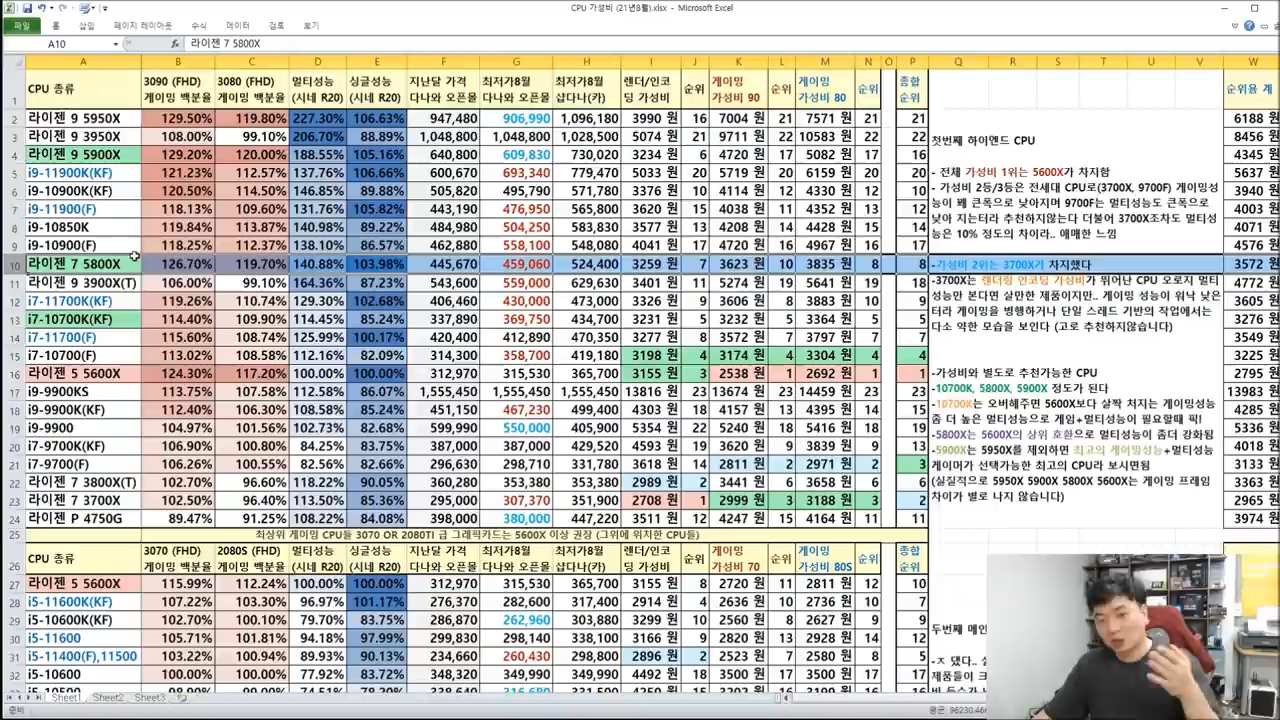 CPU 가성비 (21년8월).xlsx - Microsoft Excel
파일 홈 삽입 페이지 레이아웃 수식 데이터 검토 보기
A10 fx 라이젠 7 5800X
A B C D E F G H I J K L M N O P Q R S T U V W
1 CPU 종류 3090 (FHD) 게이밍 백분율 3080 (FHD) 게이밍 백분율 멀티성능 (시네 R20) 싱글성능 (시네 R20) 지난달 가격 다나와 오픈몰 최저가8월 다나와 오픈몰 최저가8월 샵다나(카) 렌더/인코딩 가성비 순위 게이밍 가성비 90 순위 게이밍 가성비 80 순위 종합 순위 순위용 계
2 라이젠 9 5950X 129.50% 119.80% 227.30% 106.63% 947,480 906,990 1,096,180 3990 원 16 7004 원 21 7571 원 21 21 6188 원
3 라이젠 9 3950X 108.00% 99.10% 206.70% 88.89% 1,048,800 1,048,800 1,028,500 5074 원 21 9711 원 22 10583 원 22 22 8456 원
4 라이젠 9 5900X 129.20% 120.00% 188.55% 105.16% 640,800 609,830 730,020 3234 원 6 4720 원 15 5082 원 17 16 4345 원
5 i9-11900K(KF) 121.23% 112.57% 137.76% 106.66% 600,670 693,340 779,470 5033 원 20 5719 원 20 6159 원 20 20 5637 원
6 i9-10900K(KF) 120.50% 114.50% 146.85% 89.88% 505,820 495,790 571,780 3376 원 10 4114 원 12 4330 원 12 10 3940 원
7 i9-11900(F) 118.13% 109.60% 131.76% 105.82% 443,190 476,950 565,800 3620 원 15 4038 원 11 4352 원 13 12 4003 원
8 i9-10850K 119.84% 113.87% 140.98% 89.22% 484,980 504,250 583,830 3577 원 13 4208 원 14 4428 원 15 14 4071 원
9 i9-10900(F) 118.25% 112.37% 138.10% 86.57% 462,880 558,100 548,080 4041 원 17 4720 원 16 4967 원 16 17 4576 원
10 라이젠 7 5800X 126.70% 119.70% 140.88% 103.98% 445,670 459,060 524,400 3259 원 7 3623 원 10 3835 원 8 8 3572 원
11 라이젠 9 3900X(T) 106.00% 99.10% 164.36% 87.23% 543,600 559,000 629,630 3401 원 11 5274 원 19 5641 원 19 18 4772 원
12 i7-11700K(KF) 119.26% 110.74% 129.30% 102.68% 406,460 430,000 473,000 3326 원 9 3606 원 8 3883 원 10 9 3605 원
13 i7-10700K(KF) 114.40% 109.90% 114.45% 85.24% 337,870 369,750 434,700 3231 원 5 3232 원 5 3364 원 5 5 3276 원
14 i7-11700(F) 115.60% 108.74% 125.99% 100.17% 420,400 412,890 470,350 3277 원 8 3572 원 7 3797 원 7 7 3549 원
15 i7-10700(F) 113.02% 108.58% 112.16% 82.09% 314,300 358,700 419,180 3198 원 4 3174 원 4 3304 원 4 4 3225 원
16 라이젠 5 5600X 124.30% 117.20% 100.00% 100.00% 312,970 315,530 365,700 3155 원 3 2538 원 1 2692 원 1 1 2795 원
17 i9-9900KS 113.75% 107.58% 112.58% 86.07% 1,555,450 1,555,450 1,555,450 13816 원 23 13674 원 23 14459 원 23 23 13983 원
18 i9-9900K(KF) 112.40% 106.30% 108.58% 85.24% 451,150 467,230 499,400 4303 원 18 4157 원 13 4395 원 14 15 4285 원
19 i9-9900 104.97% 101.56% 102.73% 82.68% 599,990 550,000 405,900 5354 원 22 5240 원 18 5416 원 18 19 5336 원
20 i7-9700K(KF) 106.90% 100.80% 84.25% 93.75% 387,000 387,000 429,520 4593 원 19 3620 원 9 3839 원 9 13 4018 원
21 i7-9700(F) 106.26% 100.55% 82.56% 82.66% 296,630 298,710 331,780 3618 원 14 2811 원 2 2971 원 2 3 3133 원
22 라이젠 7 3800X(T) 102.60% 96.60% 118.22% 90.05% 360,280 353,380 353,380 2989 원 2 3441 원 6 3658 원 6 6 3363 원
23 라이젠 7 3700X 102.50% 96.40% 113.50% 85.36% 295,000 307,370 351,900 2708 원 1 2999 원 3 3188 원 3 2 2965 원
24 라이젠 P 4750G 89.47% 91.25% 108.22% 84.08% 398,000 380,000 447,220 3511 원 12 4247 원 15 4164 원 11 11 3974 원
첫번째 하이엔드 CPU
- 전체 가성비 1위는 5600X가 차지함
- 가성비 2등/3등은 전세대 CPU로(3700X, 9700F) 게이밍성
능이 꽤 큰폭으로 낮아지며 9700F는 멀티성능도 큰폭으로
낮아 지는터라 추천하지않는다 더불어 3700X조차도 멀티성
능은 10% 정도의 차이라.. 애매한 느낌
-가성비 2위는 3700X가 차지했다
-3700X는 렌더링 인코딩 가성비가 뛰어난 CPU 오로지 멀티
성능만 본다면 살만한 제품이지만.. 게이밍 성능이 워낙 낮은
터라 게이밍을 병행하거나 단일 스레드 기반의 작업에서는
다소 약한 모습을 보인다 (고로 추천하지않습니다)
-가성비와 별도로 추천가능한 CPU
-10700K, 5800X, 5900X 정도가 된다
-10700K는 오버해주면 5600X보다 살짝 처지는 게이밍성능
좀 더 높은 멀티성능으로 게임+멀티성능이 필요할때 픽!
-5800X는 5600X의 상위 호환으로 멀티성능이 좀더 강화됨
-5900X는 5950X를 제외하면 최고의 게이밍성능+멀티성능
게이머가 선택가능한 최고의 CPU라 보시면됨
(실질적으로 5950X 5900X 5800X 5600X는 게이밍 프레임
차이가 별로 나지 않습니다)
25 최상위 게이밍 CPU들 3070 OR 2080TI 급 그래픽카드는 5600X 이상 권장 (그위에 위치한 CPU들)
26 CPU 종류 3070 (FHD) 게이밍 백분율 2080S (FHD) 게이밍 백분율 멀티성능 (시네 R20) 싱글성능 (시네 R20) 지난달 가격 다나와 오픈몰 최저가8월 다나와 오픈몰 최저가8월 샵다나(카) 렌더/인코딩 가성비 순위 게이밍 가성비 70 순위 게이밍 가성비 80S 순위 종합 순위
27 라이젠 5 5600X 115.99% 112.24% 100.00% 100.00% 312,970 315,530 365,700 3155 원 8 2720 원 11 2811 원 12 10
28 i5-11600K(KF) 107.22% 103.30% 96.97% 101.17% 276,370 282,600 317,400 2914 원 4 2636 원 10 2736 원 10 7
29 i5-10600K(KF) 102.70% 100.10% 79.70% 83.75% 286,870 262,960 303,880 3299 원 10 2560 원 8 2627 원 9 9
30 i5-11600 105.71% 101.81% 94.18% 97.99% 299,830 298,140 338,100 3166 원 9 2820 원 13 2928 원 14 12
31 i5-11400(F),11500 103.22% 100.94% 89.93% 90.13% 234,660 260,430 298,800 2896 원 2 2523 원 7 2580 원 8 5
32 i5-10600 100.00% 100.00% 77.92% 83.72% 348,320 349,990 349,990 4492 원 18 3500 원 17 3500 원 17 17
두번째 메인
Sheet1 Sheet2 Sheet3
준비